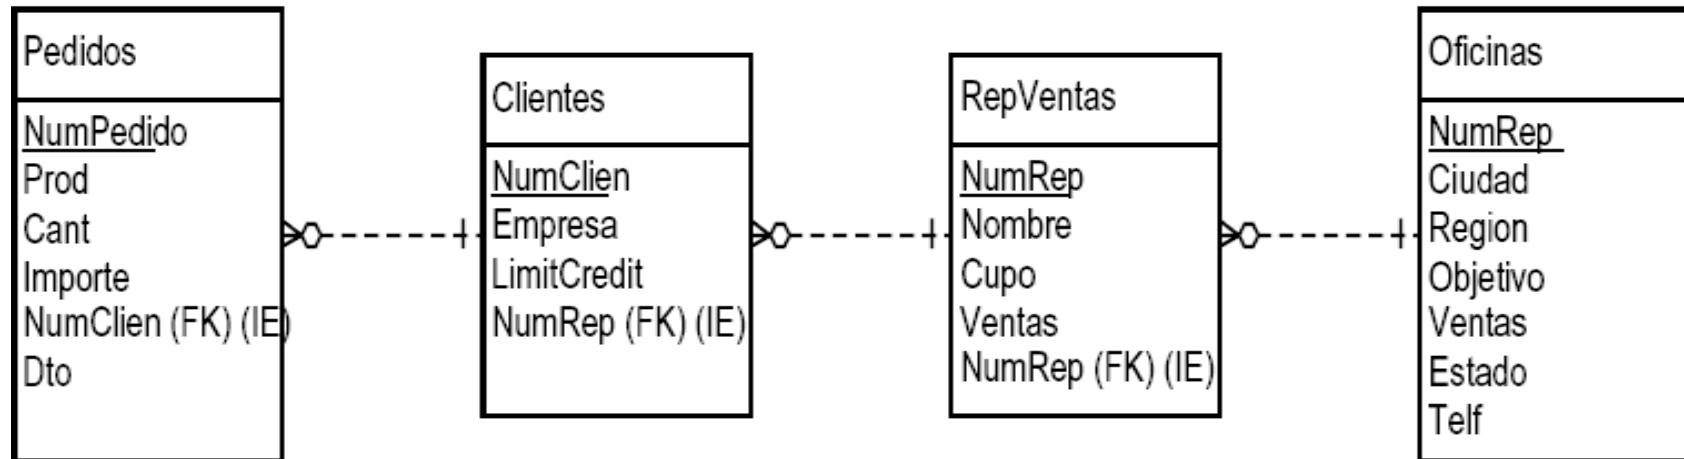 Pedidos
NumPedido
Prod
Cant
Importe
NumClien (FK) (IE)
Dto
Clientes
NumClien
Empresa
LimitCredit
NumRep (FK) (IE)
RepVentas
NumRep
Nombre
Cupo
Ventas
NumRep (FK) (IE)
Oficinas
NumRep
Ciudad
Region
Objetivo
Ventas
Estado
Telf